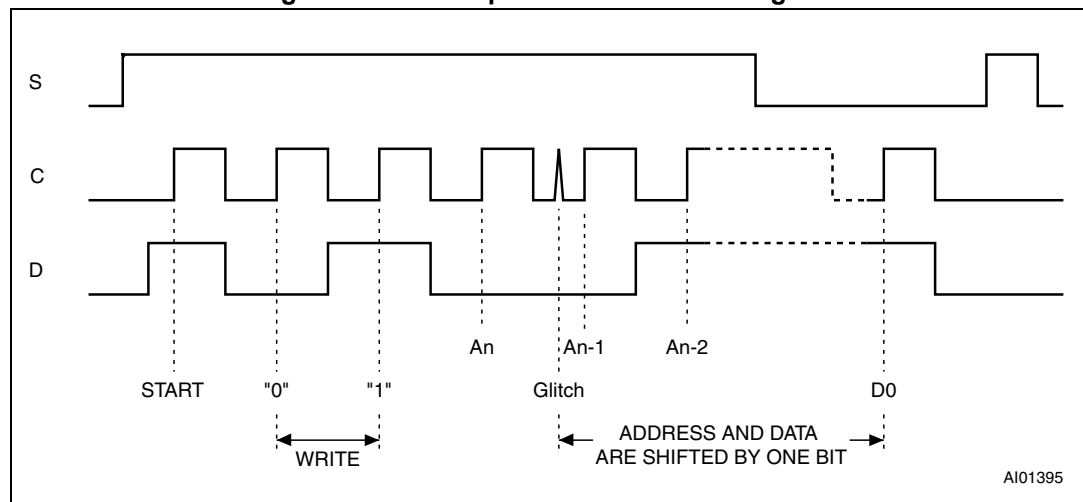 S
C
D
An An-1 An-2
START "0" "1" Glitch D0
WRITE
ADDRESS AND DATA
ARE SHIFTED BY ONE BIT
AI01395